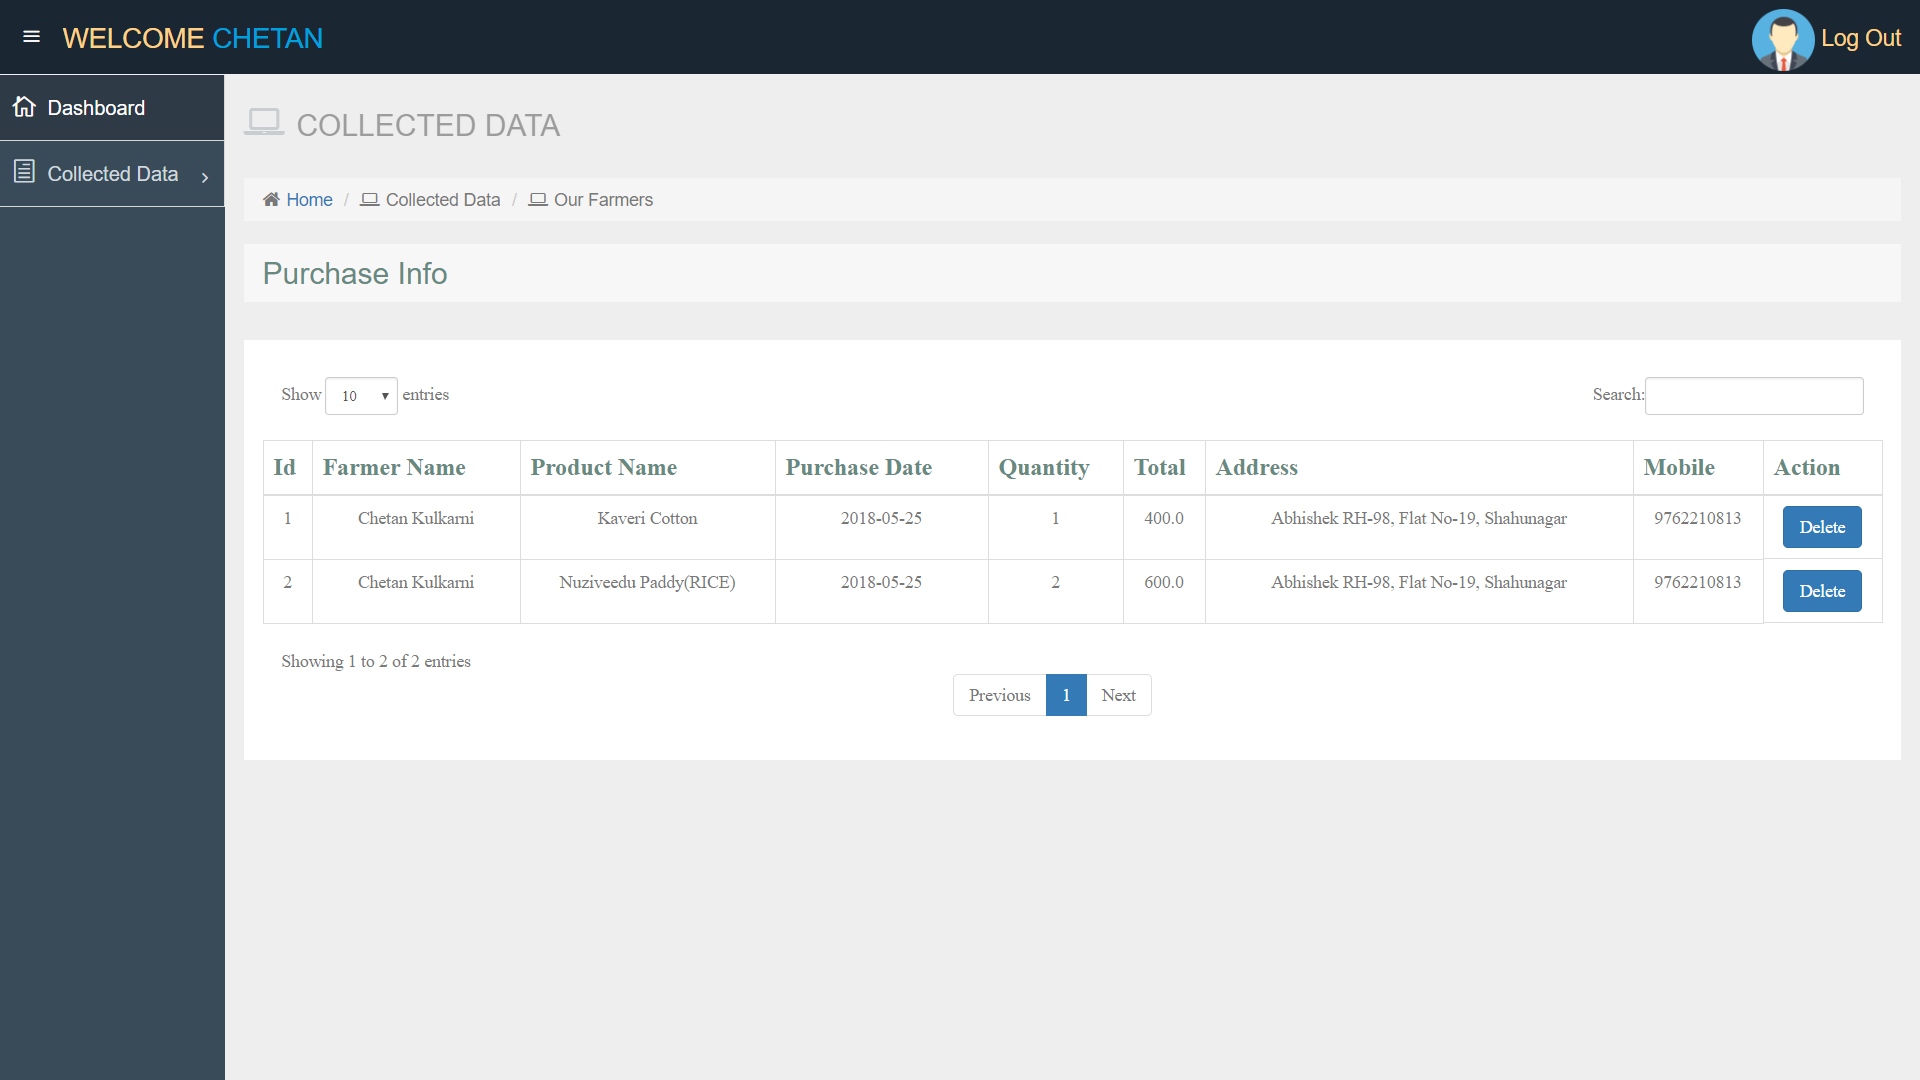 WELCOME CHETAN
Log Out
Dashboard
Collected Data
COLLECTED DATA
Home / Collected Data / Our Farmers
Purchase Info
Show 10 entries
Search:
Id Farmer Name Product Name Purchase Date Quantity Total Address Mobile Action
1 Chetan Kulkarni Kaveri Cotton 2018-05-25 1 400.0 Abhishek RH-98, Flat No-19, Shahunagar 9762210813 Delete
2 Chetan Kulkarni Nuziveedu Paddy(RICE) 2018-05-25 2 600.0 Abhishek RH-98, Flat No-19, Shahunagar 9762210813 Delete
Showing 1 to 2 of 2 entries
Previous 1 Next